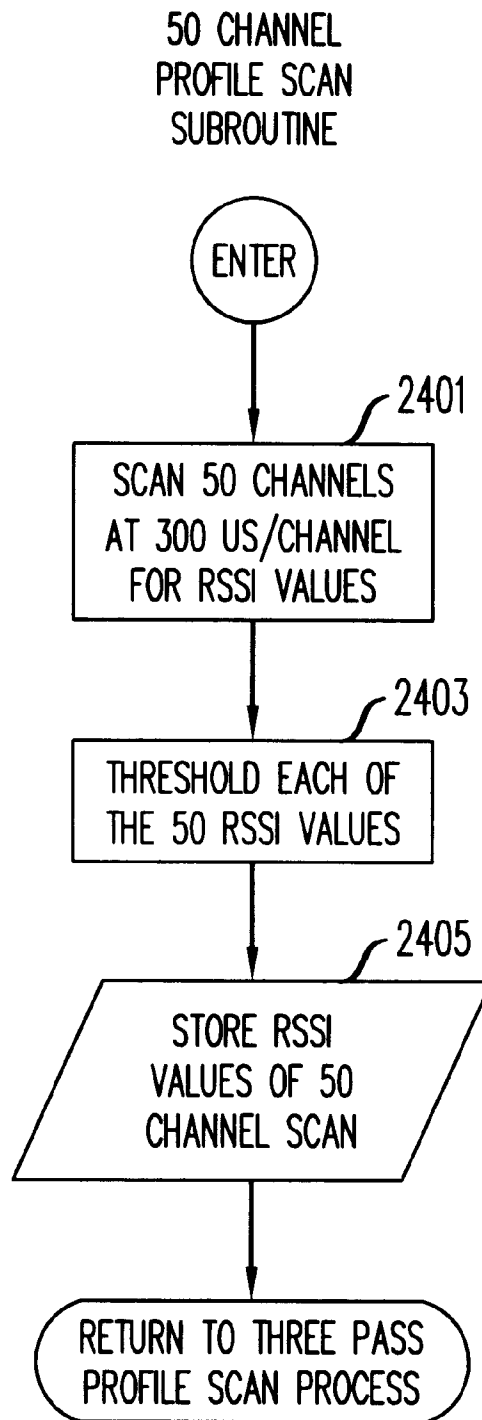 50 CHANNEL
PROFILE SCAN
SUBROUTINE
ENTER
2401
SCAN 50 CHANNELS
AT 300 US/CHANNEL
FOR RSSI VALUES
2403
THRESHOLD EACH OF
THE 50 RSSI VALUES
2405
STORE RSSI
VALUES OF 50
CHANNEL SCAN
RETURN TO THREE PASS
PROFILE SCAN PROCESS